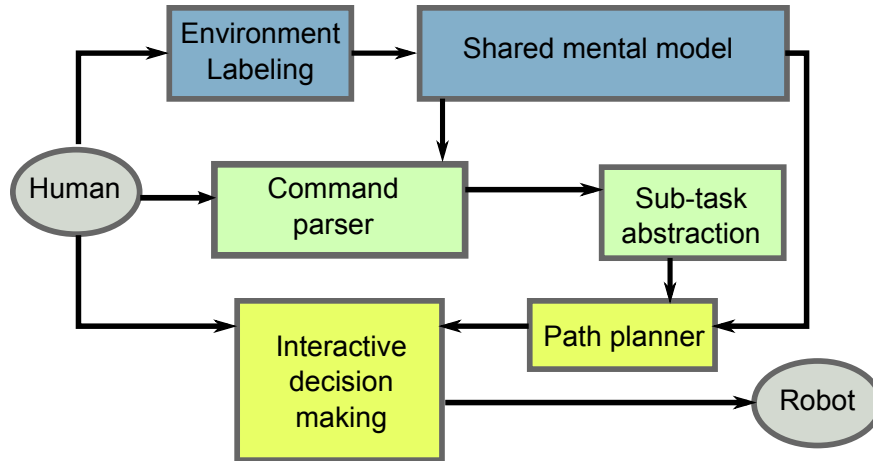 Environment
Labeling
Shared mental model
Human
Command
parser
Sub-task
abstraction
Interactive
decision
making
Path planner
Robot